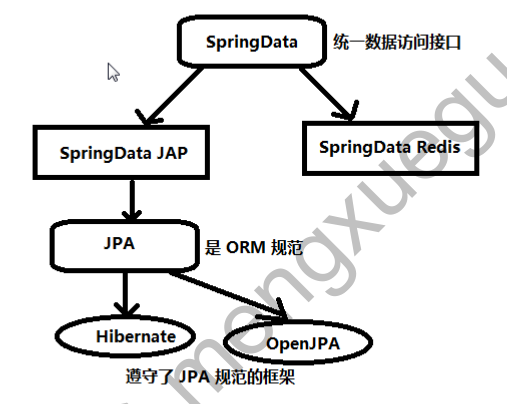 SpringData 统一数据访问接口
SpringData JAP
SpringData Redis
JPA
是 ORM 规范
Hibernate
OpenJPA
遵守了 JPA 规范的框架
mengxuegu